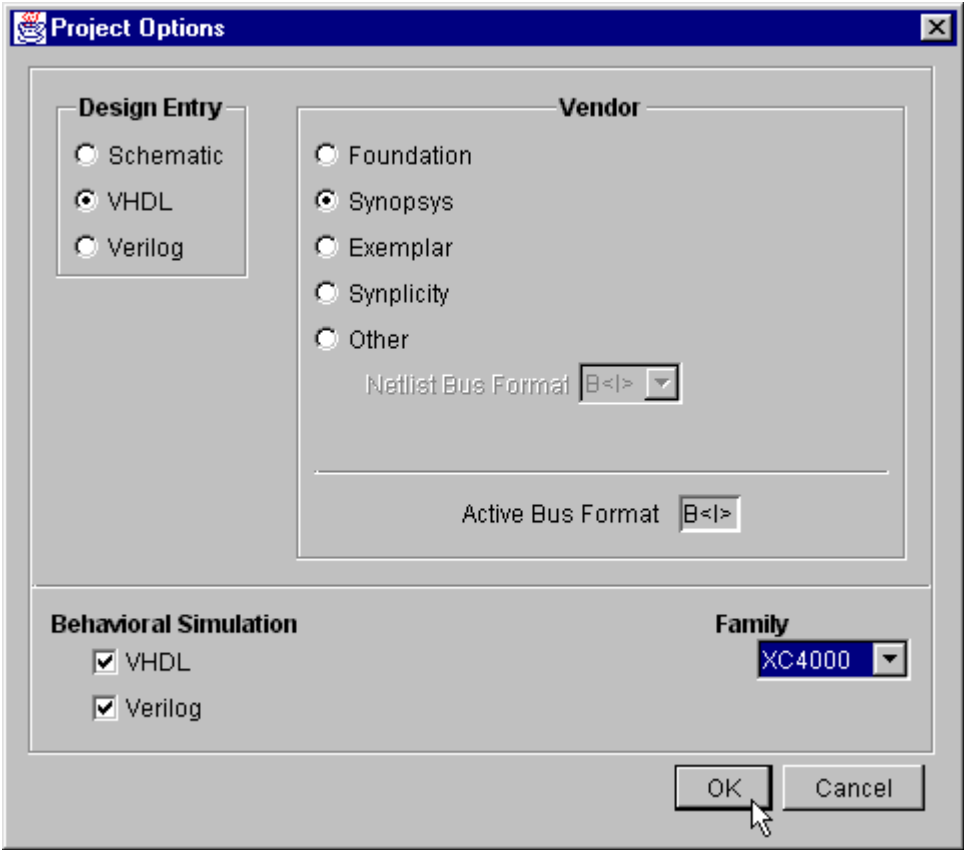 Project Options
Design Entry
Schematic
VHDL
Verilog
Vendor
Foundation
Synopsys
Exemplar
Synplicity
Other
Netlist Bus Format B<I>
Active Bus Format B<I>
Behavioral Simulation
VHDL
Verilog
Family
XC4000
OK Cancel